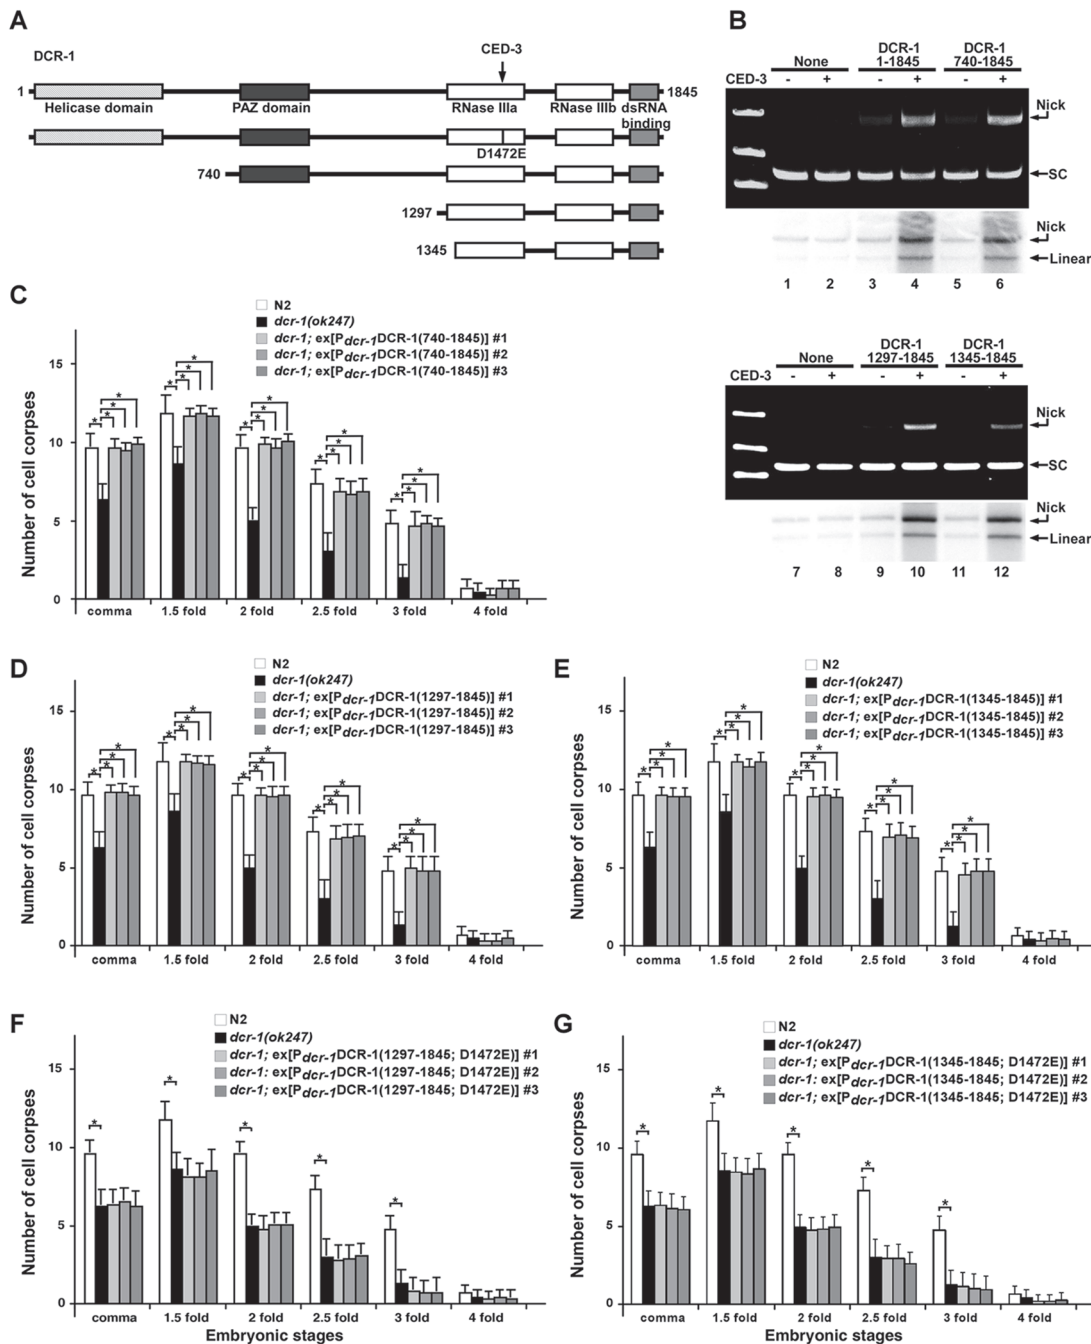 A
DCR-1
CED-3
1
1845
Helicase domain
PAZ domain
RNase IIIa
RNase IIIb
dsRNA
binding
D1472E
740
1297
1345
B
None
DCR-1
1-1845
DCR-1
740-1845
CED-3
- + - + - +
Nick
SC
Nick
Linear
1 2 3 4 5 6
None
DCR-1
1297-1845
DCR-1
1345-1845
CED-3
- + - + - +
Nick
SC
Nick
Linear
7 8 9 10 11 12
C
N2
dcr-1(ok247)
dcr-1; ex[Pdcr-1DCR-1(740-1845)] #1
dcr-1; ex[Pdcr-1DCR-1(740-1845)] #2
dcr-1; ex[Pdcr-1DCR-1(740-1845)] #3
Number of cell corpses
15
10
5
0
* * * * * * * * * * * * * * * * * * * *
comma 1.5 fold 2 fold 2.5 fold 3 fold 4 fold
D
N2
dcr-1(ok247)
dcr-1; ex[Pdcr-1DCR-1(1297-1845)] #1
dcr-1; ex[Pdcr-1DCR-1(1297-1845)] #2
dcr-1; ex[Pdcr-1DCR-1(1297-1845)] #3
Number of cell corpses
15
10
5
0
* * * * * * * * * * * * * * * * * * * *
comma 1.5 fold 2 fold 2.5 fold 3 fold 4 fold
E
N2
dcr-1(ok247)
dcr-1; ex[Pdcr-1DCR-1(1345-1845)] #1
dcr-1; ex[Pdcr-1DCR-1(1345-1845)] #2
dcr-1; ex[Pdcr-1DCR-1(1345-1845)] #3
Number of cell corpses
15
10
5
0
* * * * * * * * * * * * * * * * * * * *
comma 1.5 fold 2 fold 2.5 fold 3 fold 4 fold
F
N2
dcr-1(ok247)
dcr-1; ex[Pdcr-1DCR-1(1297-1845; D1472E)] #1
dcr-1; ex[Pdcr-1DCR-1(1297-1845; D1472E)] #2
dcr-1; ex[Pdcr-1DCR-1(1297-1845; D1472E)] #3
Number of cell corpses
15
10
5
0
* * * * *
comma 1.5 fold 2 fold 2.5 fold 3 fold 4 fold
Embryonic stages
G
N2
dcr-1(ok247)
dcr-1; ex[Pdcr-1DCR-1(1345-1845; D1472E)] #1
dcr-1; ex[Pdcr-1DCR-1(1345-1845; D1472E)] #2
dcr-1; ex[Pdcr-1DCR-1(1345-1845; D1472E)] #3
Number of cell corpses
15
10
5
0
* * * * *
comma 1.5 fold 2 fold 2.5 fold 3 fold 4 fold
Embryonic stages